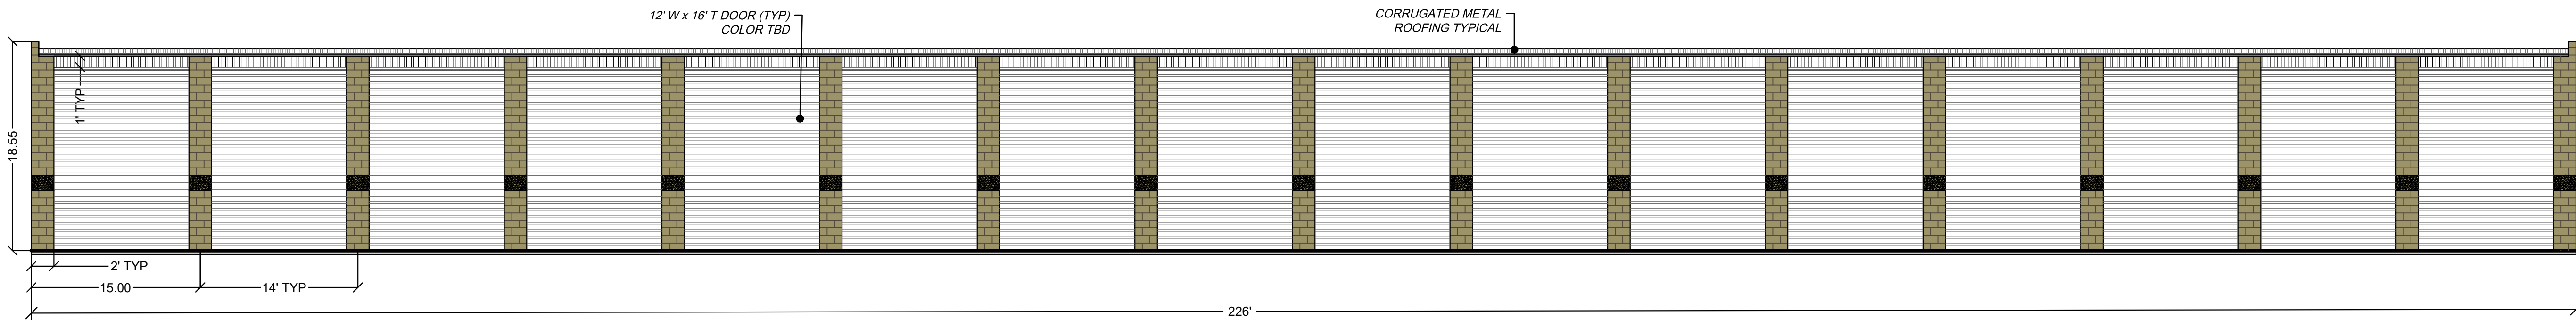 12' W x 16' T DOOR (TYP)
COLOR TBD
CORRUGATED METAL
ROOFING TYPICAL
1' TYP
18.55
2' TYP
15.00
14' TYP
226'